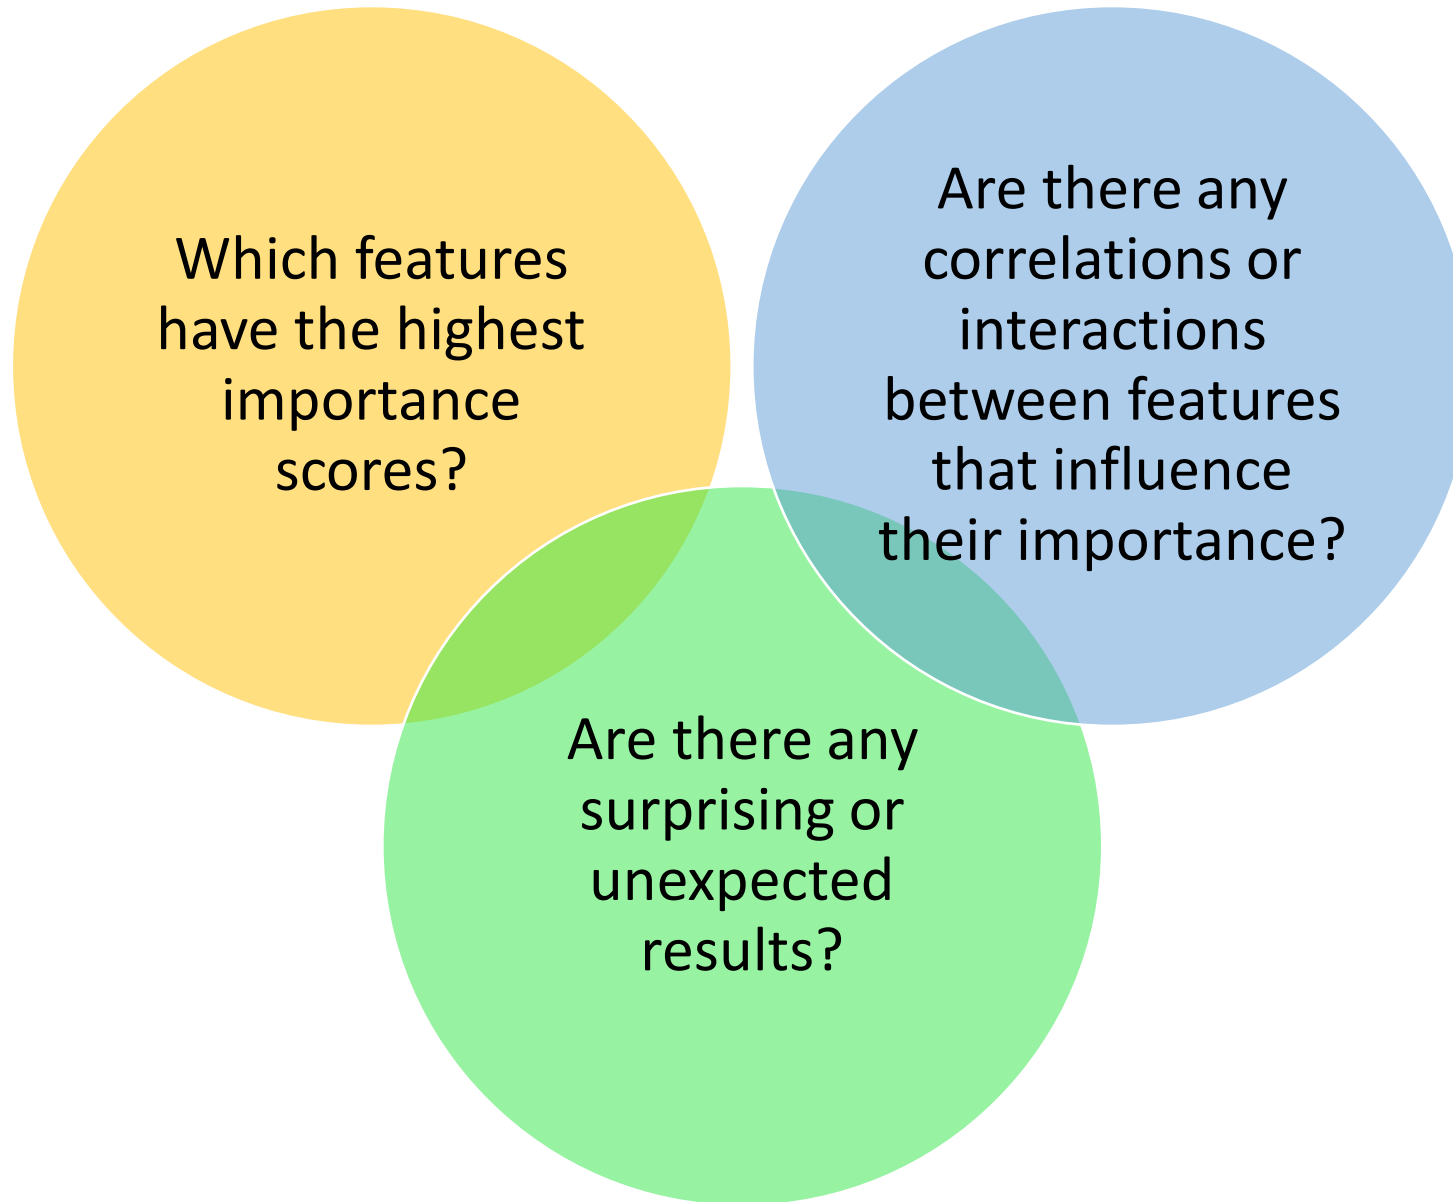 Which features
have the highest
importance
scores?
Are there any
correlations or
interactions
between features
that influence
their importance?
Are there any
surprising or
unexpected
results?